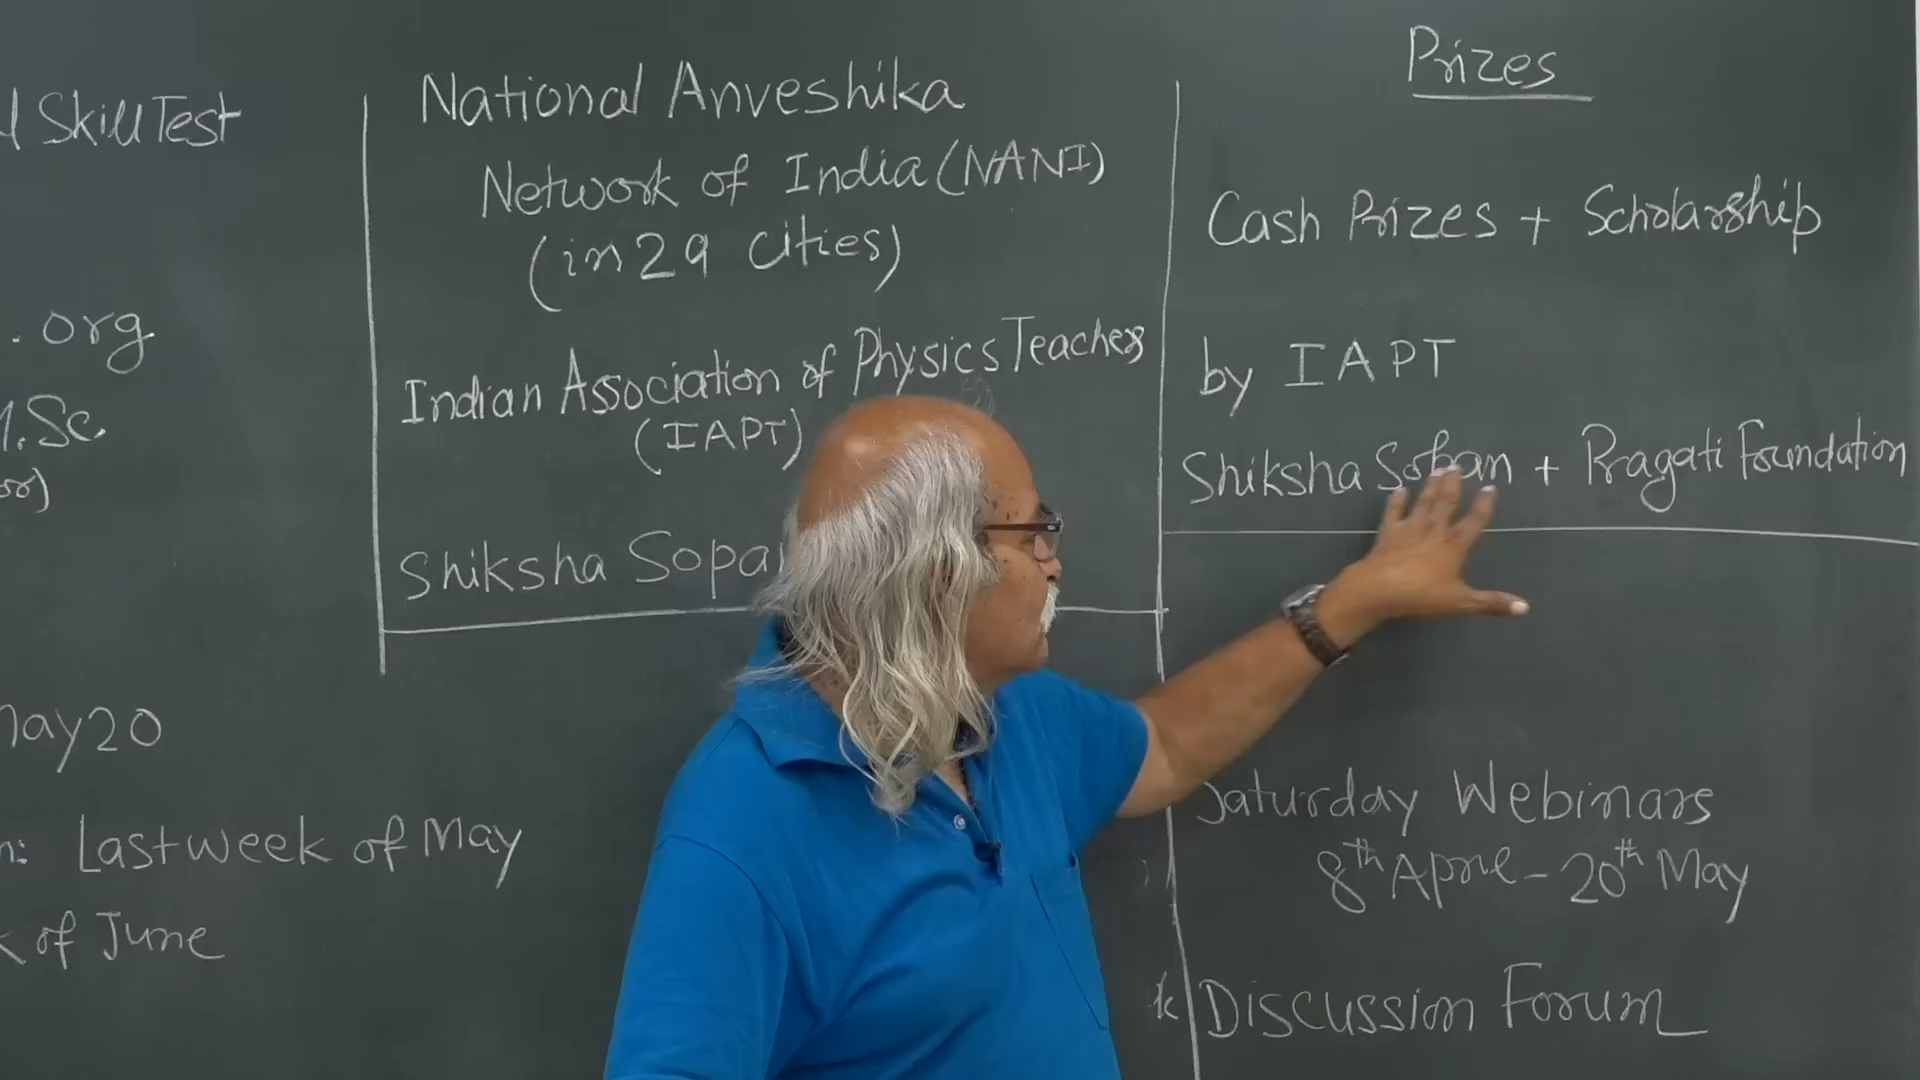 Skill Test
.org
M.Sc
May 20
Last week of May
of June
National Anveshika
Network of India (NANI)
(in 29 Cities)
Indian Association of Physics Teachers
(IAPT)
Shiksha Sopan
Prizes
Cash Prizes + Scholarship
by IAPT
Shiksha Sopan + Pragati Foundation
Saturday Webinars
8th April - 20th May
Discussion Forum